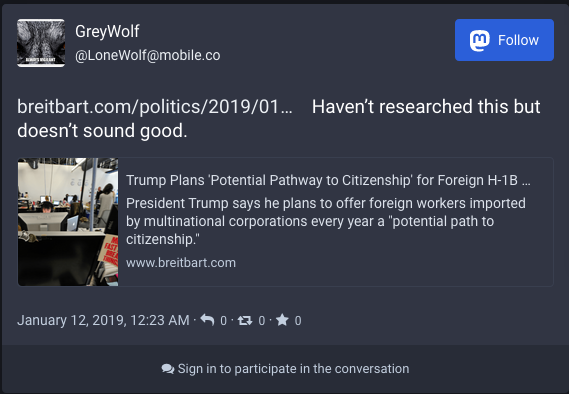 GreyWolf
@LoneWolf@mobile.co
Follow
breitbart.com/politics/2019/01… Haven’t researched this but
doesn’t sound good.
Trump Plans 'Potential Pathway to Citizenship' for Foreign H-1B ...
President Trump says he plans to offer foreign workers imported
by multinational corporations every year a "potential path to
citizenship."
www.breitbart.com
January 12, 2019, 12:23 AM · 0 · 0 · 0
Sign in to participate in the conversation